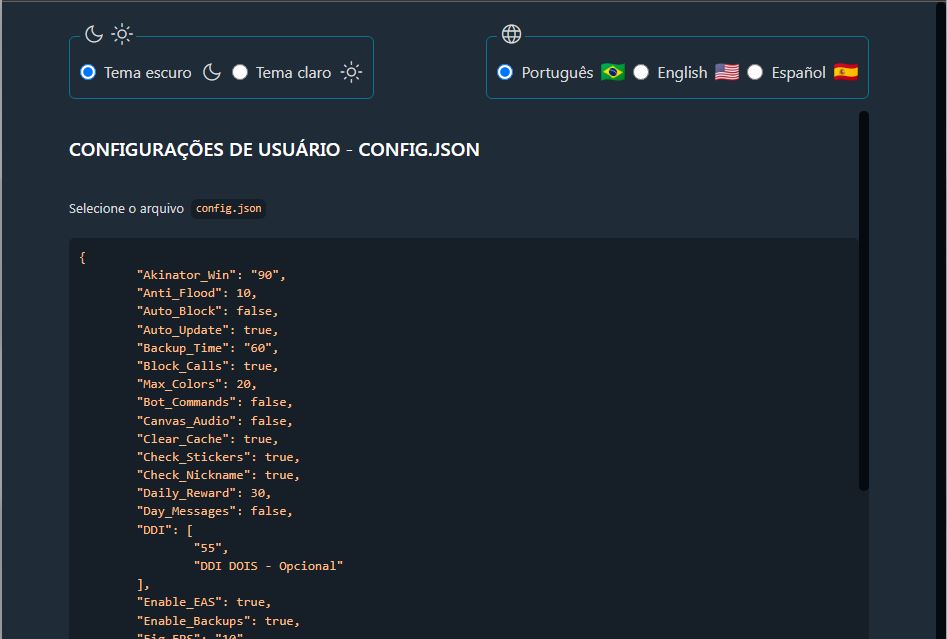 Tema escuro
Tema claro
Português
English
Español
CONFIGURAÇÕES DE USUÁRIO - CONFIG.JSON
Selecione o arquivo config.json
{
"Akinator_Win": "90",
"Anti_Flood": 10,
"Auto_Block": false,
"Auto_Update": true,
"Backup_Time": "60",
"Block_Calls": true,
"Max_Colors": 20,
"Bot_Commands": false,
"Canvas_Audio": false,
"Clear_Cache": true,
"Check_Stickers": true,
"Check_Nickname": true,
"Daily_Reward": 30,
"Day_Messages": false,
"DDI": [
"55",
"DDI DOIS - Opcional"
],
"Enable_EAS": true,
"Enable_Backups": true,
"Fig_FPS": "10"